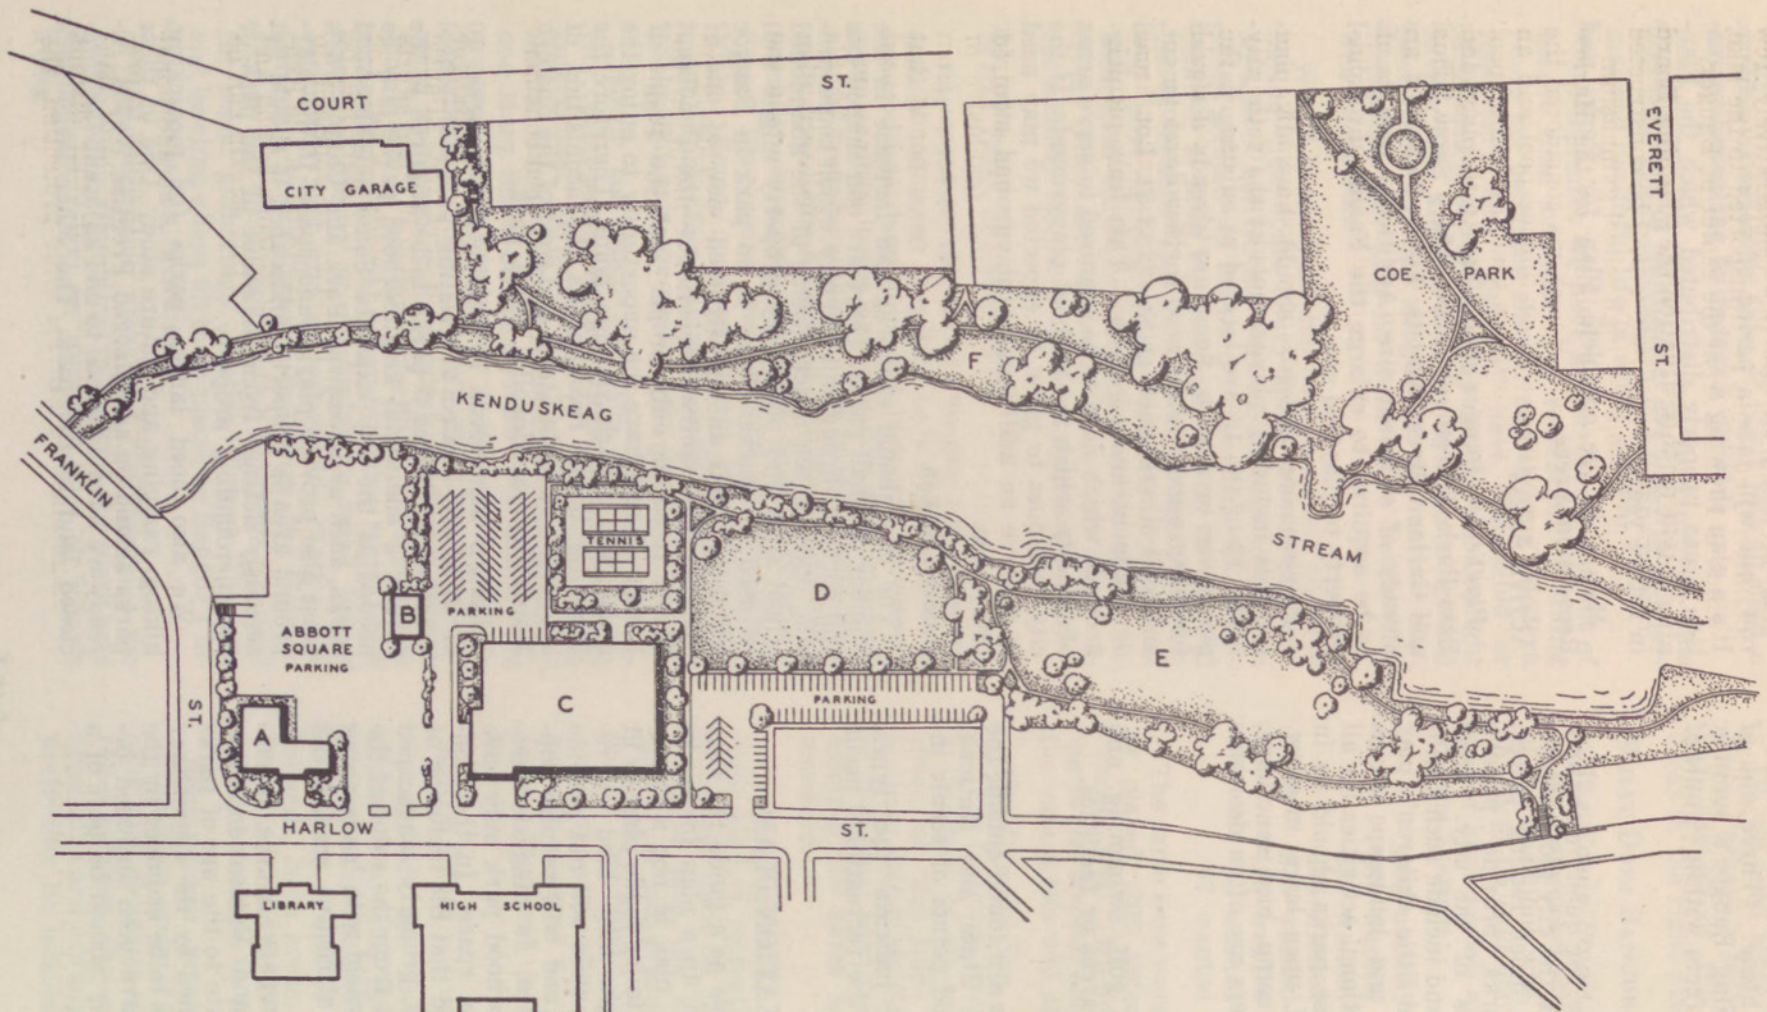 COURT
ST.
CITY GARAGE
EVERETT
ST.
COE PARK
F
KENDUSKEAG
FRANKLIN
ST.
STREAM
TENNIS
D
B
PARKING
ABBOTT
SQUARE
PARKING
E
C
PARKING
A
HARLOW
ST.
LIBRARY
HIGH SCHOOL